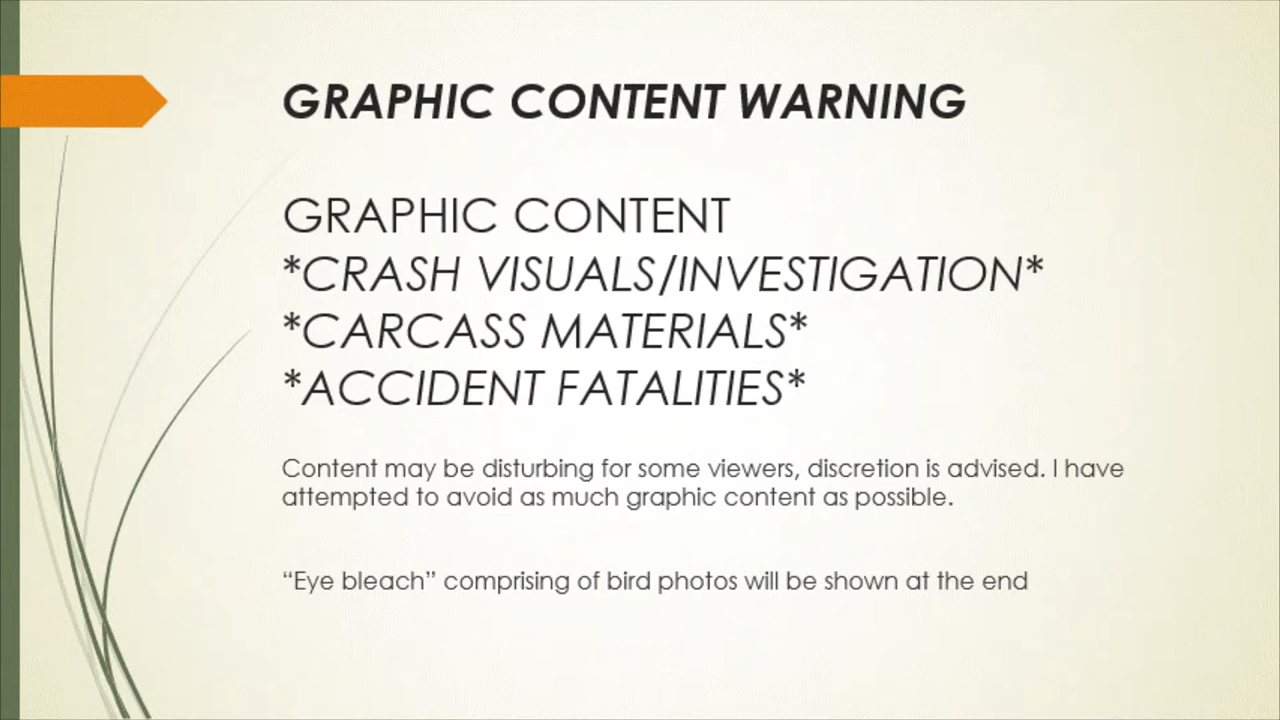 GRAPHIC CONTENT WARNING
GRAPHIC CONTENT
*CRASH VISUALS/INVESTIGATION*
*CARCASS MATERIALS*
*ACCIDENT FATALITIES*
Content may be disturbing for some viewers, discretion is advised. I have
attempted to avoid as much graphic content as possible.
“Eye bleach” comprising of bird photos will be shown at the end